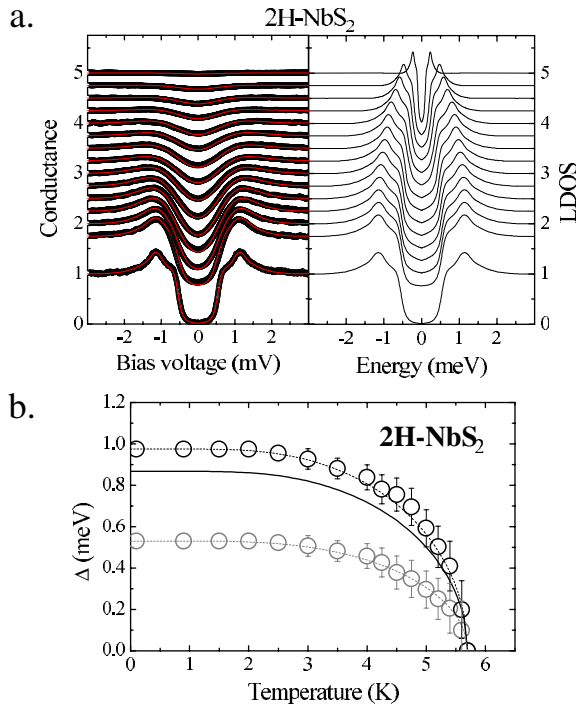 a.
2H-NbS2
Conductance
5
4
3
2
1
0
-2 -1 0 1 2
Bias voltage (mV)
5
4
3
2
1
0
LDOS
-2 -1 0 1 2
Energy (meV)
b.
2H-NbS2
Δ (meV)
1.2
1.0
0.8
0.6
0.4
0.2
0.0
0 1 2 3 4 5 6
Temperature (K)